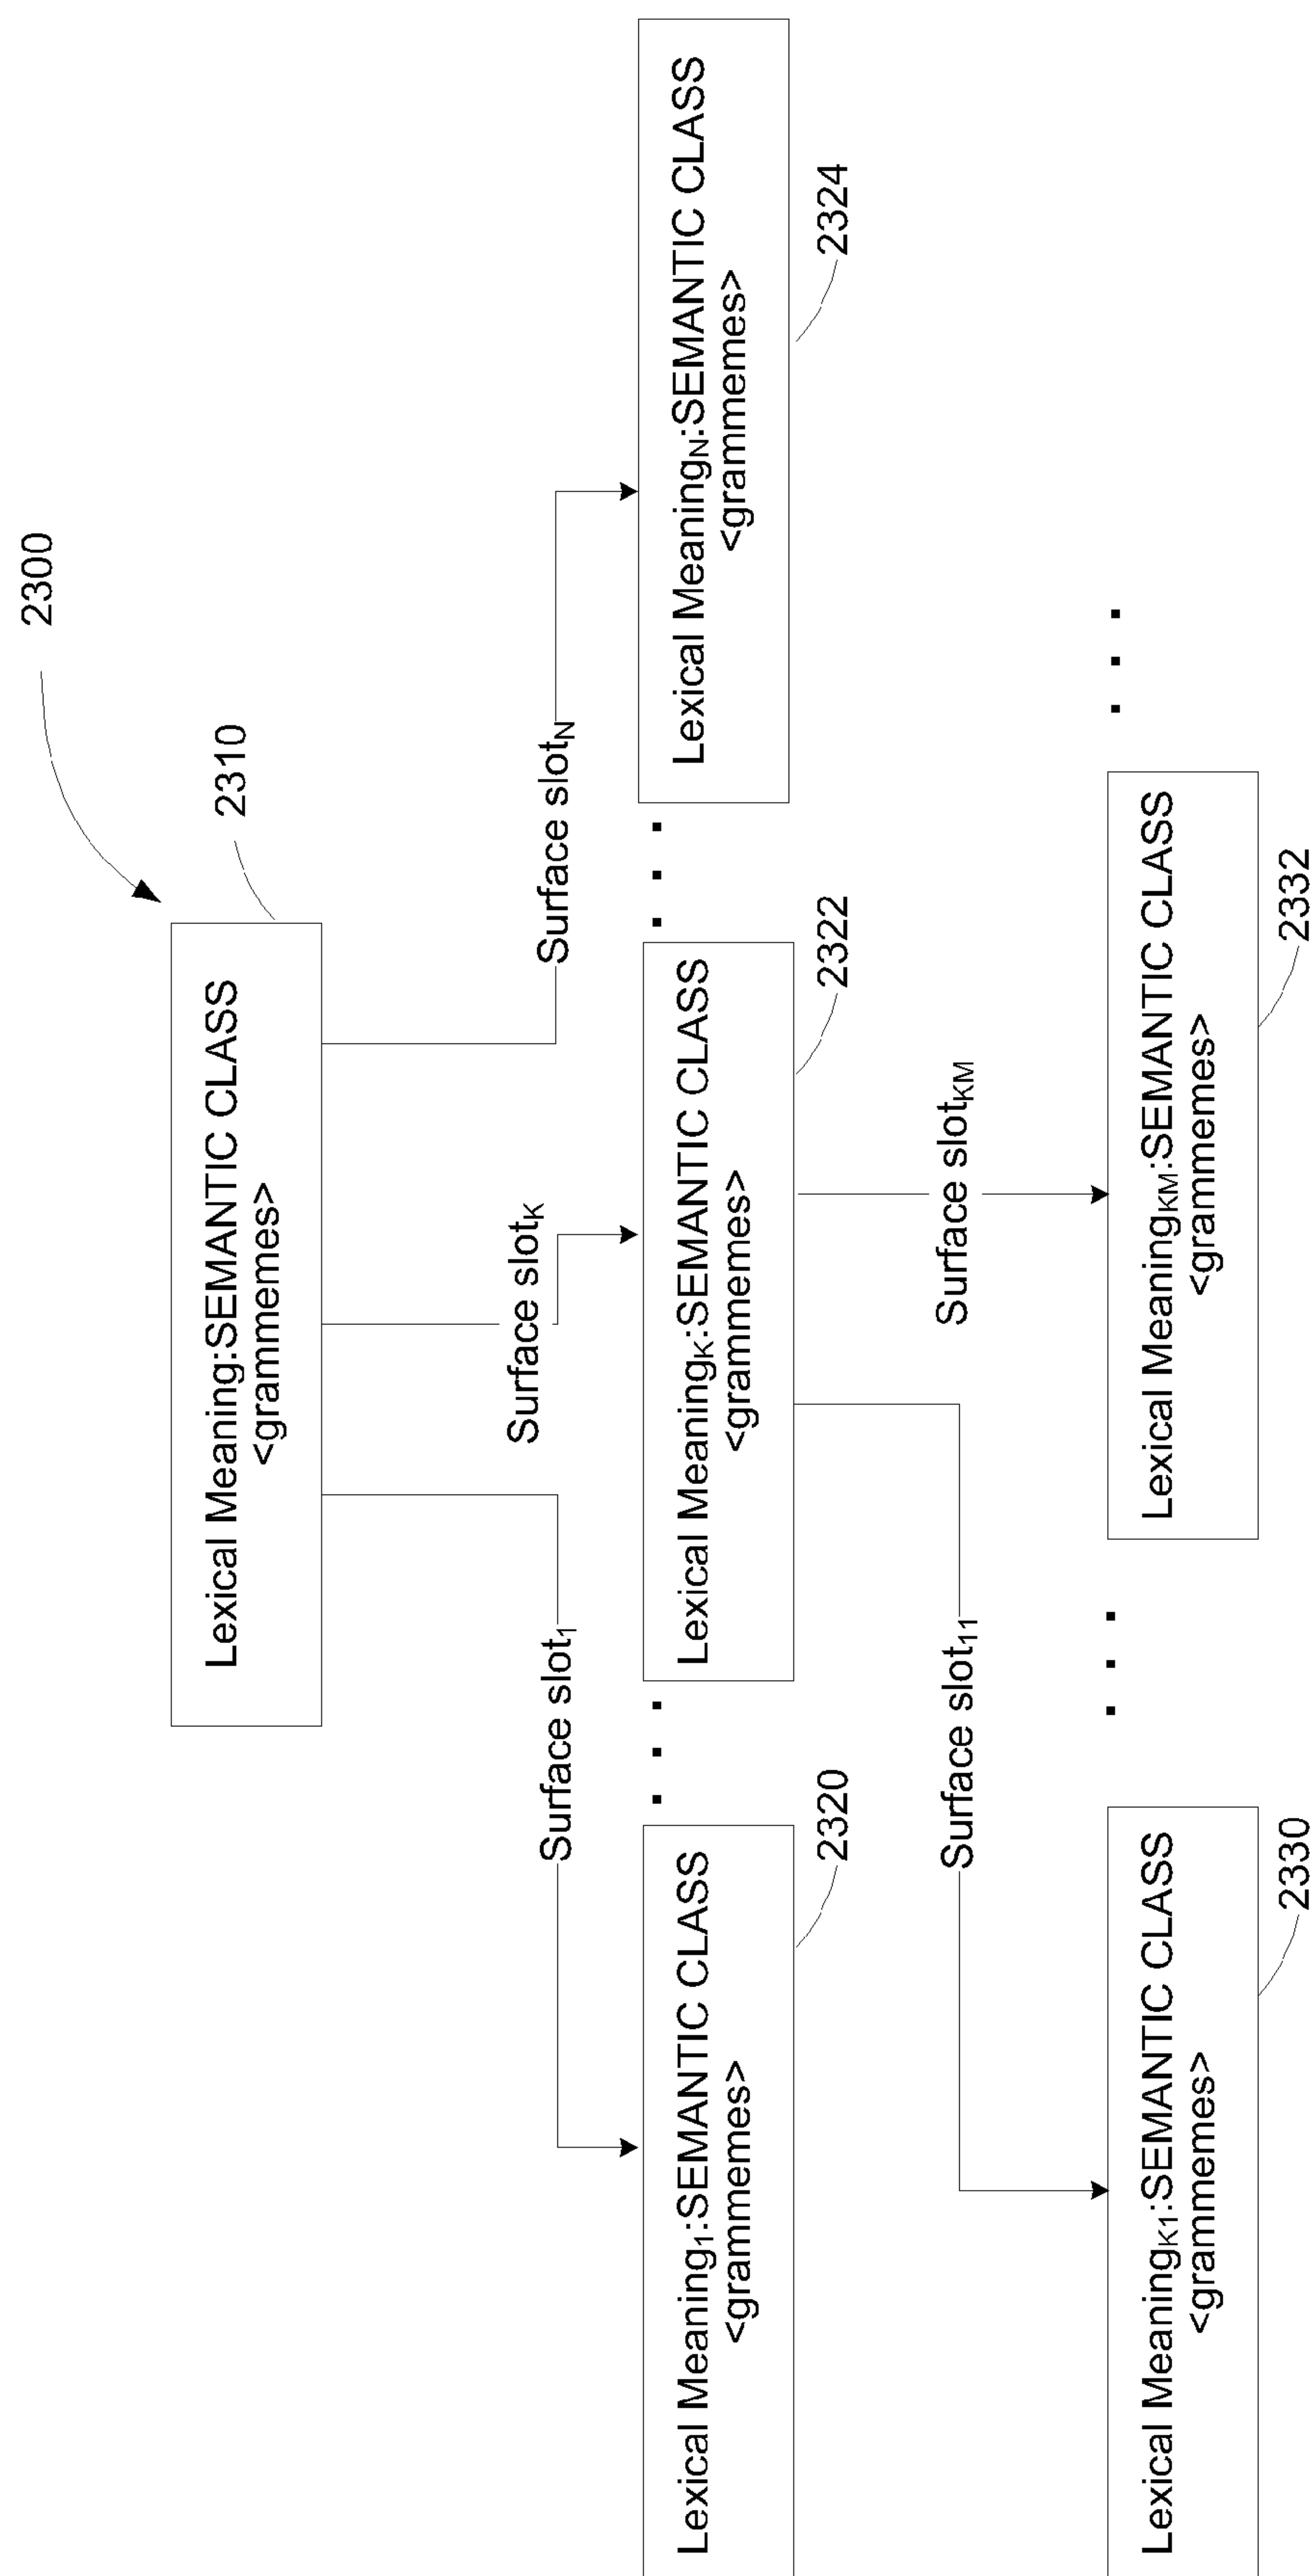 2300
2310
Lexical Meaning:SEMANTIC CLASS
<grammemes>
Surface slot₁
Surface slotK
Surface slotN
Lexical Meaning₁:SEMANTIC CLASS
<grammemes>
2320
. . .
Lexical MeaningK:SEMANTIC CLASS
<grammemes>
2322
. . .
Lexical MeaningN:SEMANTIC CLASS
<grammemes>
2324
Surface slot₁₁
Surface slotKM
Lexical MeaningK1:SEMANTIC CLASS
<grammemes>
2330
. . .
Lexical MeaningKM:SEMANTIC CLASS
<grammemes>
2332
. . .